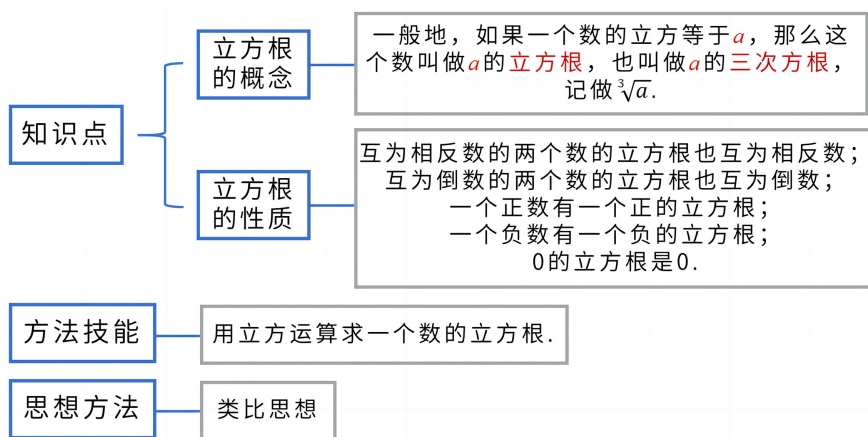 知识点
立方根
的概念
一般地，如果一个数的立方等于a，那么这
个数叫做a的立方根，也叫做a的三次方根，
记做∛a.
立方根
的性质
互为相反数的两个数的立方根也互为相反数；
互为倒数的两个数的立方根也互为倒数；
一个正数有一个正的立方根；
一个负数有一个负的立方根；
0的立方根是0.
方法技能
用立方运算求一个数的立方根.
思想方法
类比思想